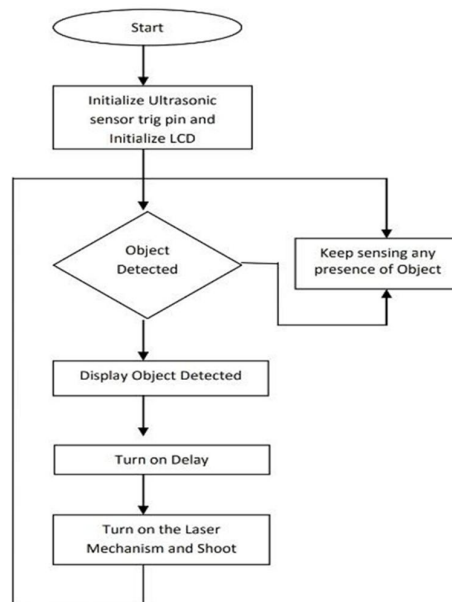 Start
Initialize Ultrasonic
sensor trig pin and
Initialize LCD
Object
Detected
Keep sensing any
presence of Object
Display Object Detected
Turn on Delay
Turn on the Laser
Mechanism and Shoot